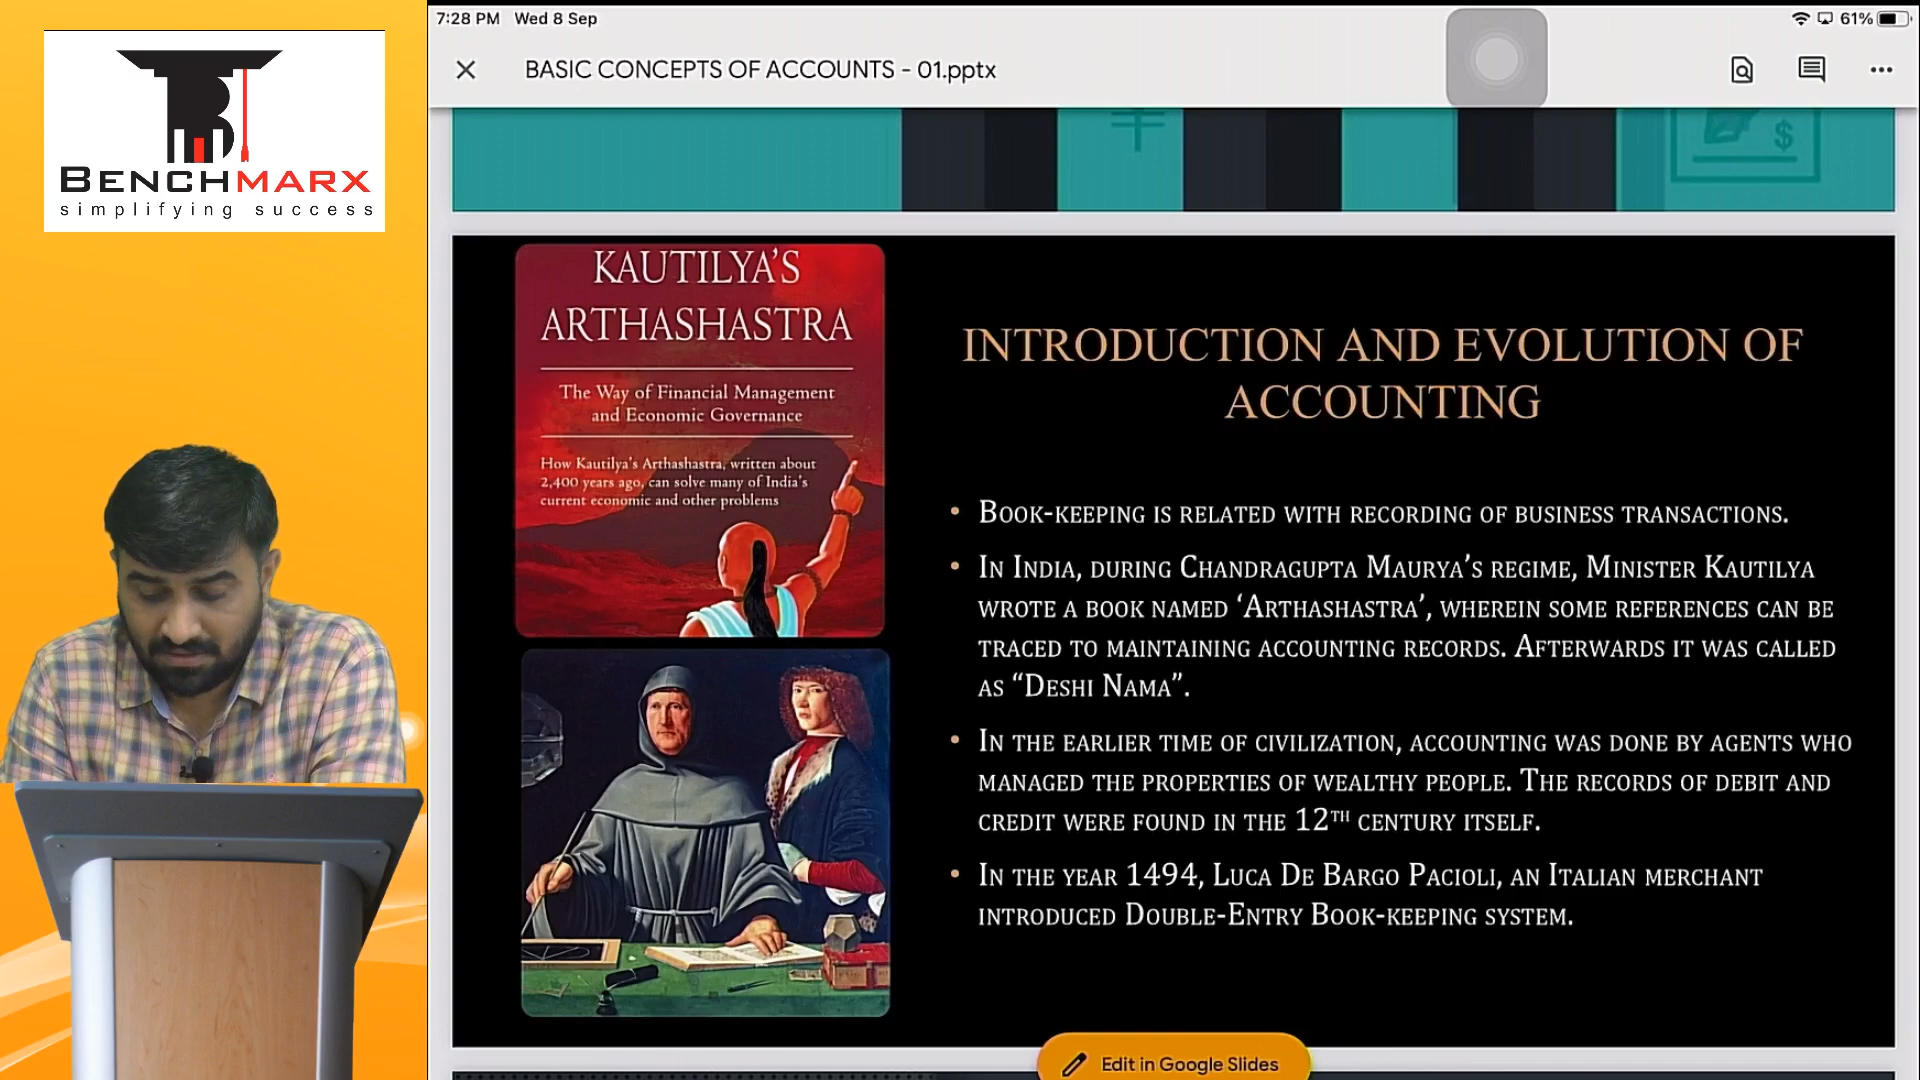 7:28 PM Wed 8 Sep
61%
BASIC CONCEPTS OF ACCOUNTS - 01.pptx
BENCHMARX
simplifying success
$
KAUTILYA'S
ARTHASHASTRA
The Way of Financial Management
and Economic Governance
How Kautilya's Arthashastra, written about
2,400 years ago, can solve many of India's
current economic and other problems
INTRODUCTION AND EVOLUTION OF
ACCOUNTING
• BOOK-KEEPING IS RELATED WITH RECORDING OF BUSINESS TRANSACTIONS.
• IN INDIA, DURING CHANDRAGUPTA MAURYA'S REGIME, MINISTER KAUTILYA
WROTE A BOOK NAMED 'ARTHASHASTRA', WHEREIN SOME REFERENCES CAN BE
TRACED TO MAINTAINING ACCOUNTING RECORDS. AFTERWARDS IT WAS CALLED
AS "DESHI NAMA".
• IN THE EARLIER TIME OF CIVILIZATION, ACCOUNTING WAS DONE BY AGENTS WHO
MANAGED THE PROPERTIES OF WEALTHY PEOPLE. THE RECORDS OF DEBIT AND
CREDIT WERE FOUND IN THE 12TH CENTURY ITSELF.
• IN THE YEAR 1494, LUCA DE BARGO PACIOLI, AN ITALIAN MERCHANT
INTRODUCED DOUBLE-ENTRY BOOK-KEEPING SYSTEM.
Edit in Google Slides